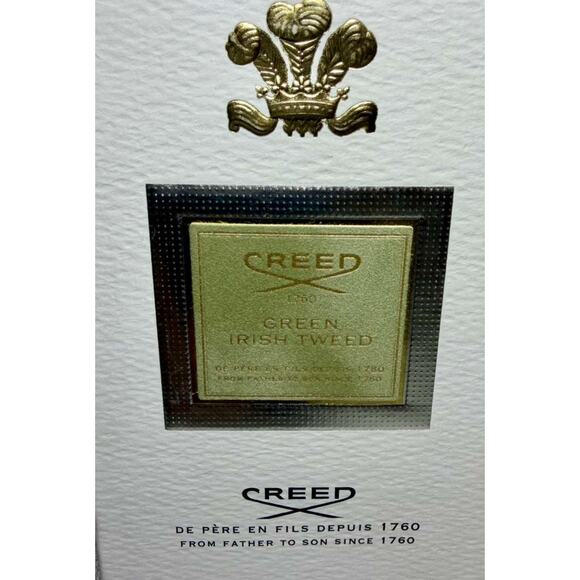 CREED
1760
GREEN
IRISH TWEED
DE PÈRE EN FILS DEPUIS 1760
FROM FATHER TO SON SINCE 1760
CREED
DE PÈRE EN FILS DEPUIS 1760
FROM FATHER TO SON SINCE 1760